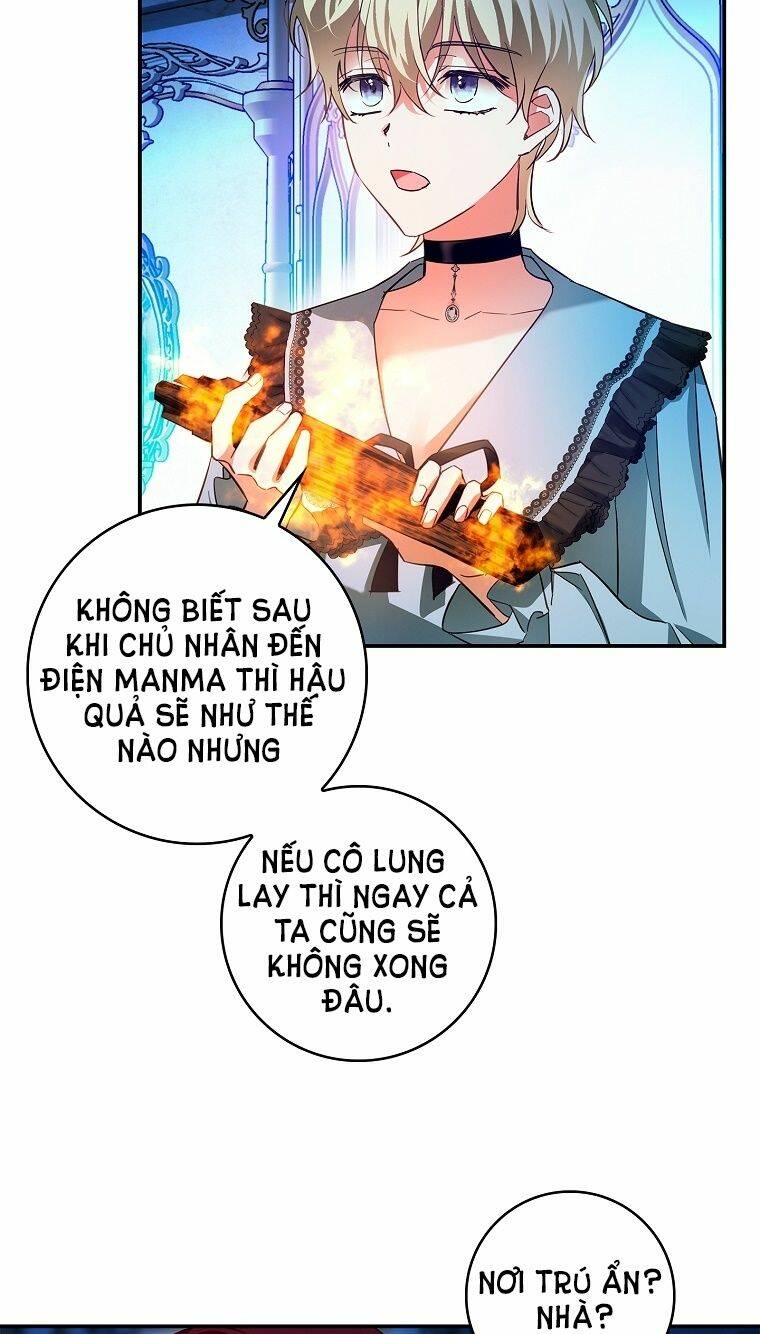 KHÔNG BIẾT SAU
KHI CHỦ NHÂN ĐẾN
ĐIỆN MANMA THÌ HẬU
QUẢ SẼ NHƯ THẾ
NÀO NHƯNG
NẾU CÔ LUNG
LAY THÌ NGAY CẢ
TA CŨNG SẼ
KHÔNG XONG
ĐÂU.
NƠI TRÚ ẨN?
NHÀ?